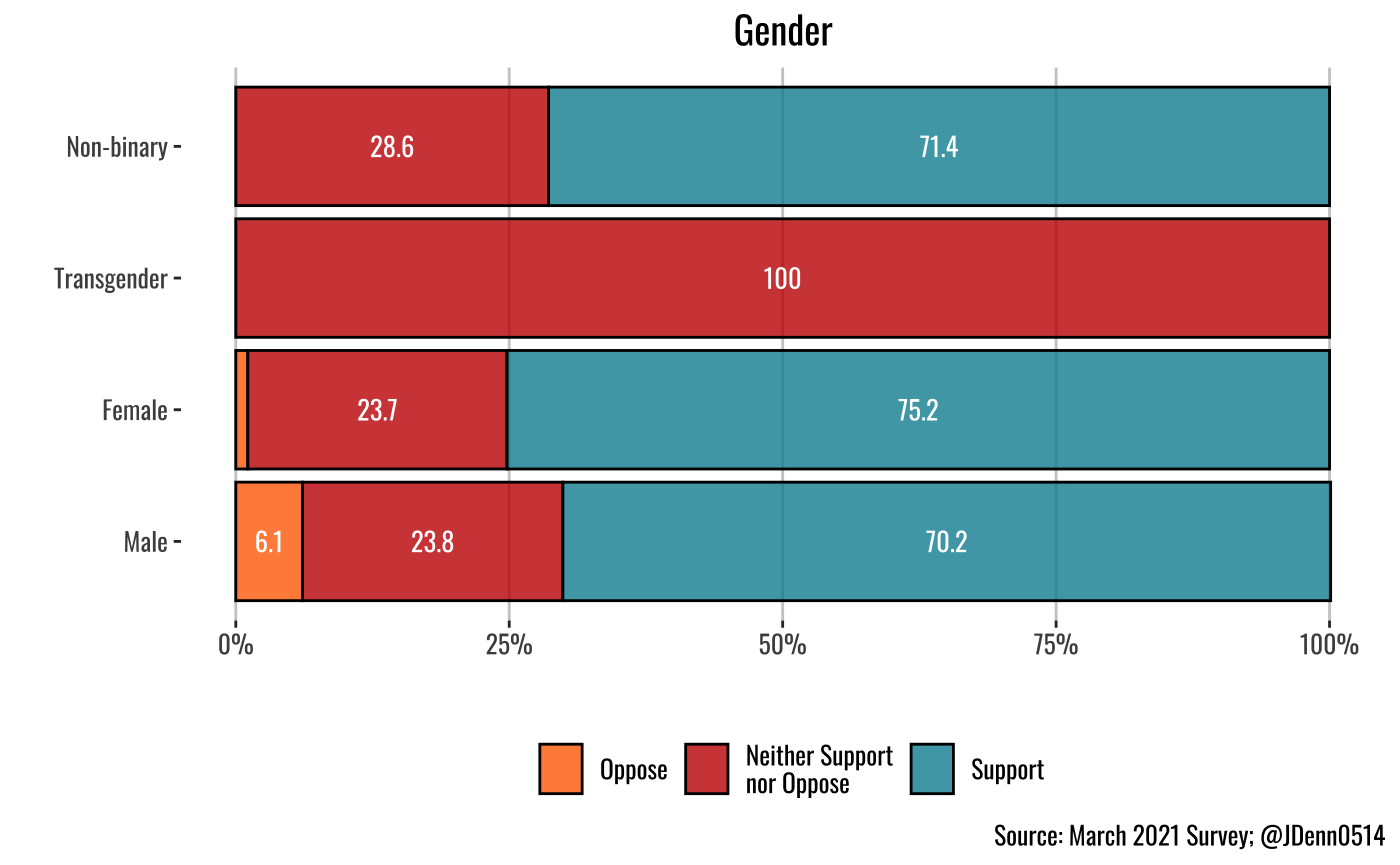 Gender
Non-binary
28.6
71.4
Transgender
100
Female
23.7
75.2
Male
6.1
23.8
70.2
0%
25%
50%
75%
100%
Oppose
Neither Support
nor Oppose
Support
Source: March 2021 Survey; @JDenn0514